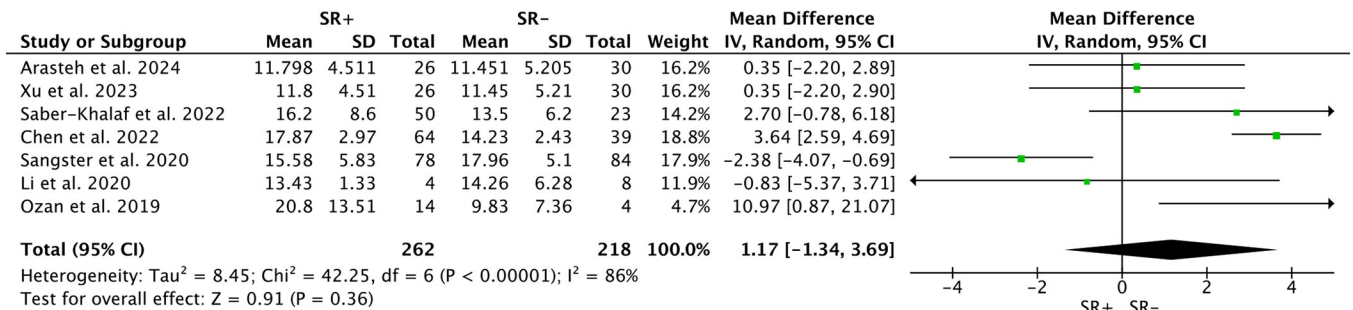 SR+ SR− Mean Difference Mean Difference
Study or Subgroup Mean SD Total Mean SD Total Weight IV, Random, 95% CI IV, Random, 95% CI
Arasteh et al. 2024 11.798 4.511 26 11.451 5.205 30 16.2% 0.35 [−2.20, 2.89]
Xu et al. 2023 11.8 4.51 26 11.45 5.21 30 16.2% 0.35 [−2.20, 2.90]
Saber−Khalaf et al. 2022 16.2 8.6 50 13.5 6.2 23 14.2% 2.70 [−0.78, 6.18]
Chen et al. 2022 17.87 2.97 64 14.23 2.43 39 18.8% 3.64 [2.59, 4.69]
Sangster et al. 2020 15.58 5.83 78 17.96 5.1 84 17.9% −2.38 [−4.07, −0.69]
Li et al. 2020 13.43 1.33 4 14.26 6.28 8 11.9% −0.83 [−5.37, 3.71]
Ozan et al. 2019 20.8 13.51 14 9.83 7.36 4 4.7% 10.97 [0.87, 21.07]
Total (95% CI) 262 218 100.0% 1.17 [−1.34, 3.69]
Heterogeneity: Tau² = 8.45; Chi² = 42.25, df = 6 (P < 0.00001); I² = 86%
Test for overall effect: Z = 0.91 (P = 0.36)
−4 −2 0 2 4
SR+ SR−